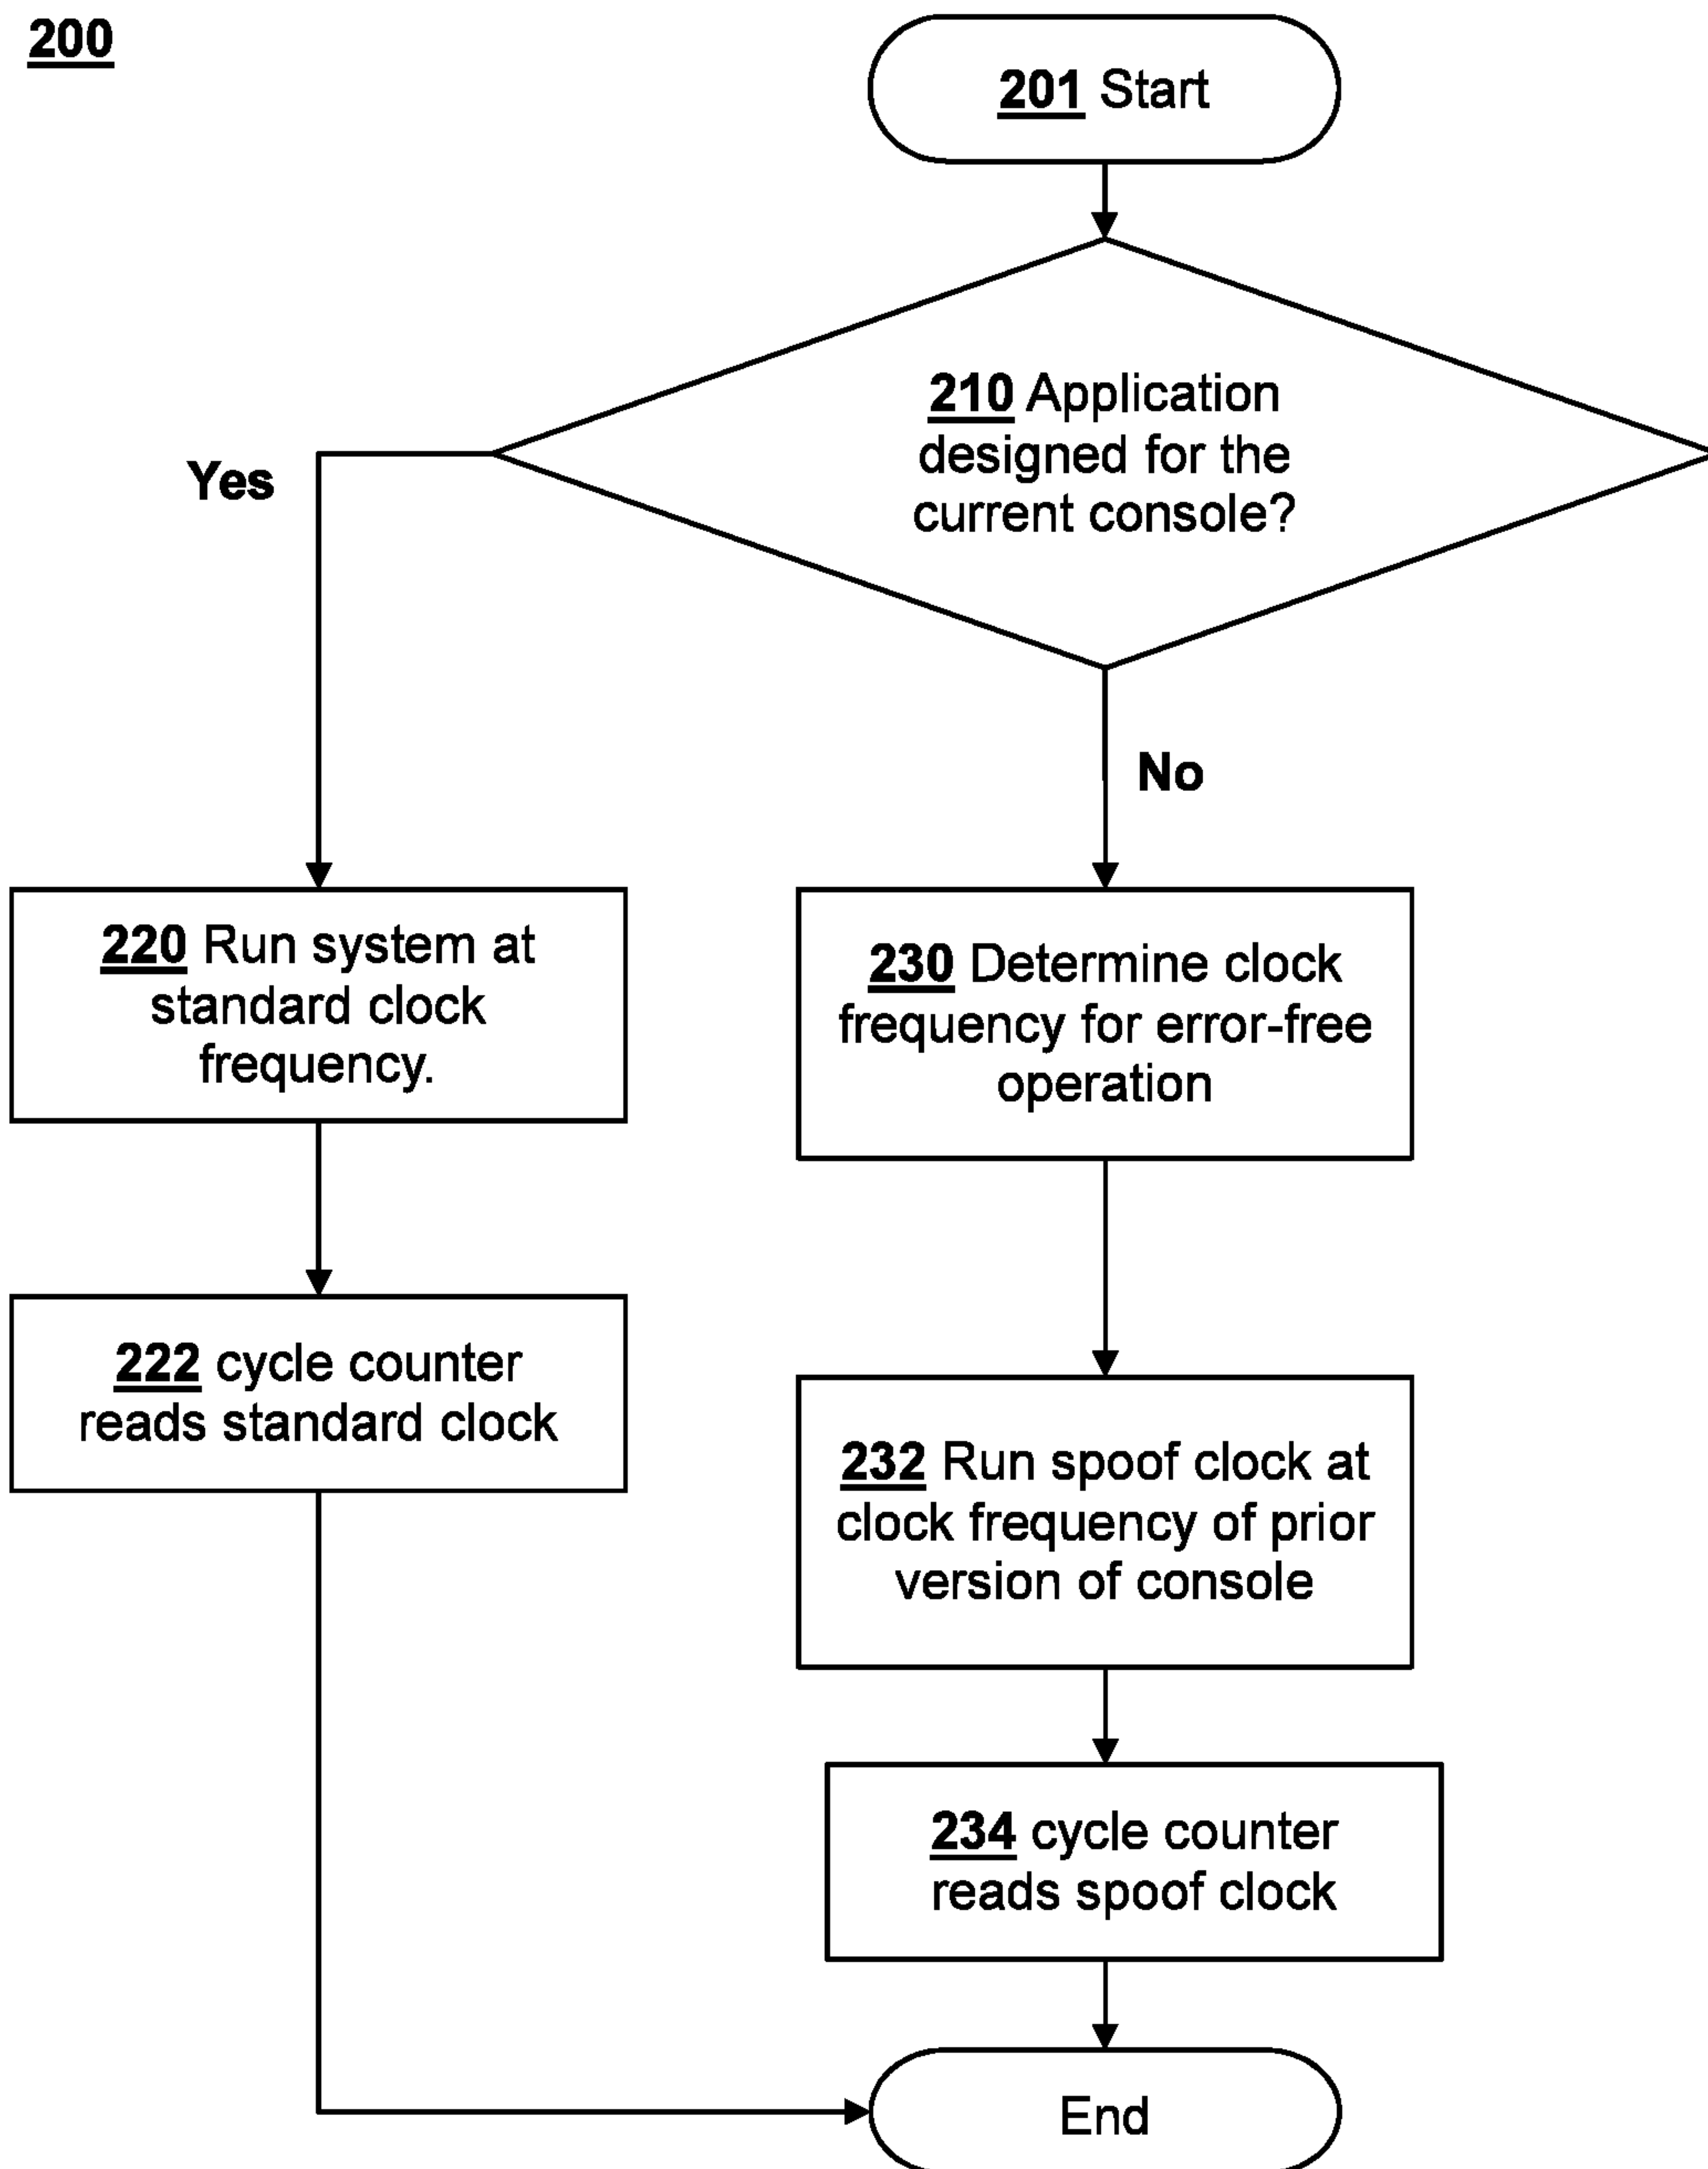 200
201 Start
210 Application
designed for the
current console?
Yes
No
220 Run system at
standard clock
frequency.
230 Determine clock
frequency for error-free
operation
222 cycle counter
reads standard clock
232 Run spoof clock at
clock frequency of prior
version of console
234 cycle counter
reads spoof clock
End